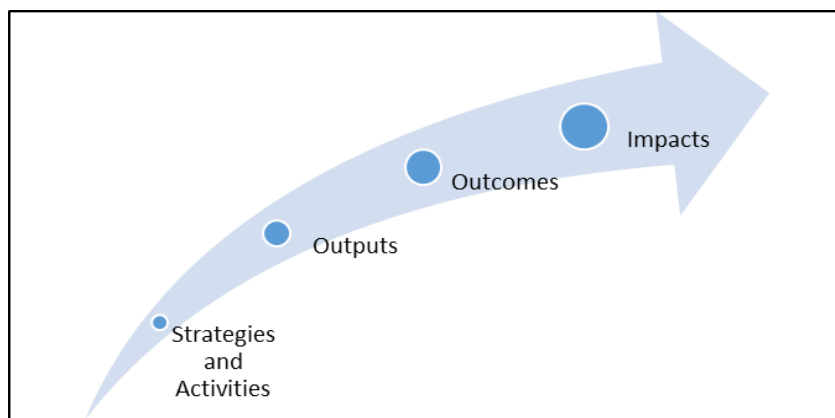 Impacts
Outcomes
Outputs
Strategies
and
Activities